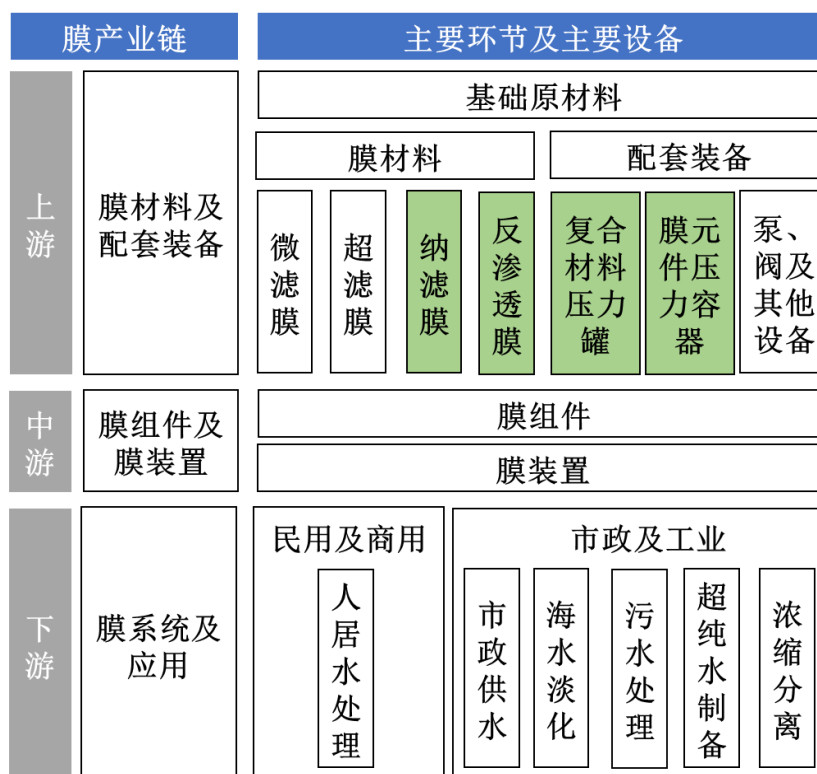 膜产业链
主要环节及主要设备
上
游
膜材料及
配套装备
基础原材料
膜材料
配套装备
微
滤
膜
超
滤
膜
纳
滤
膜
反
渗
透
膜
复合
材料
压力
罐
膜元
件压
力容
器
泵、
阀及
其他
设备
中
游
膜组件及
膜装置
膜组件
膜装置
下
游
膜系统及
应用
民用及商用
人
居
水
处
理
市政及工业
市
政
供
水
海
水
淡
化
污
水
处
理
超
纯
水
制
备
浓
缩
分
离